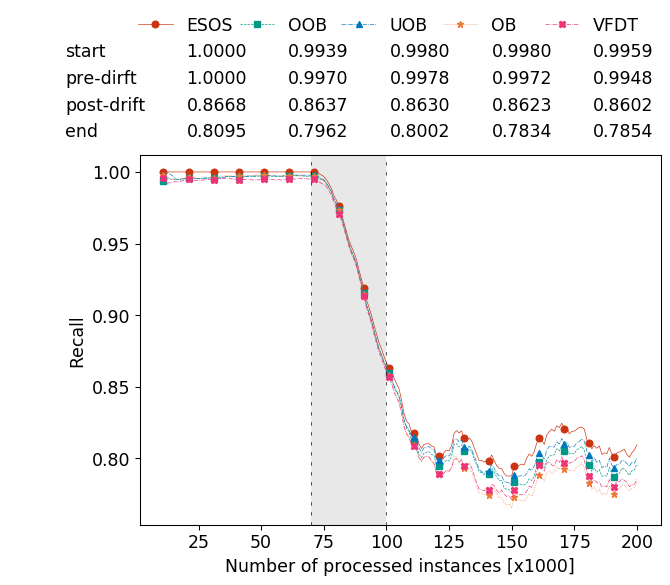 ESOS OOB UOB OB VFDT
start 1.0000 0.9939 0.9980 0.9980 0.9959
pre-dirft 1.0000 0.9970 0.9978 0.9972 0.9948
post-drift 0.8668 0.8637 0.8630 0.8623 0.8602
end 0.8095 0.7962 0.8002 0.7834 0.7854
1.00
0.95
0.90
0.85
0.80
Recall
25 50 75 100 125 150 175 200
Number of processed instances [x1000]